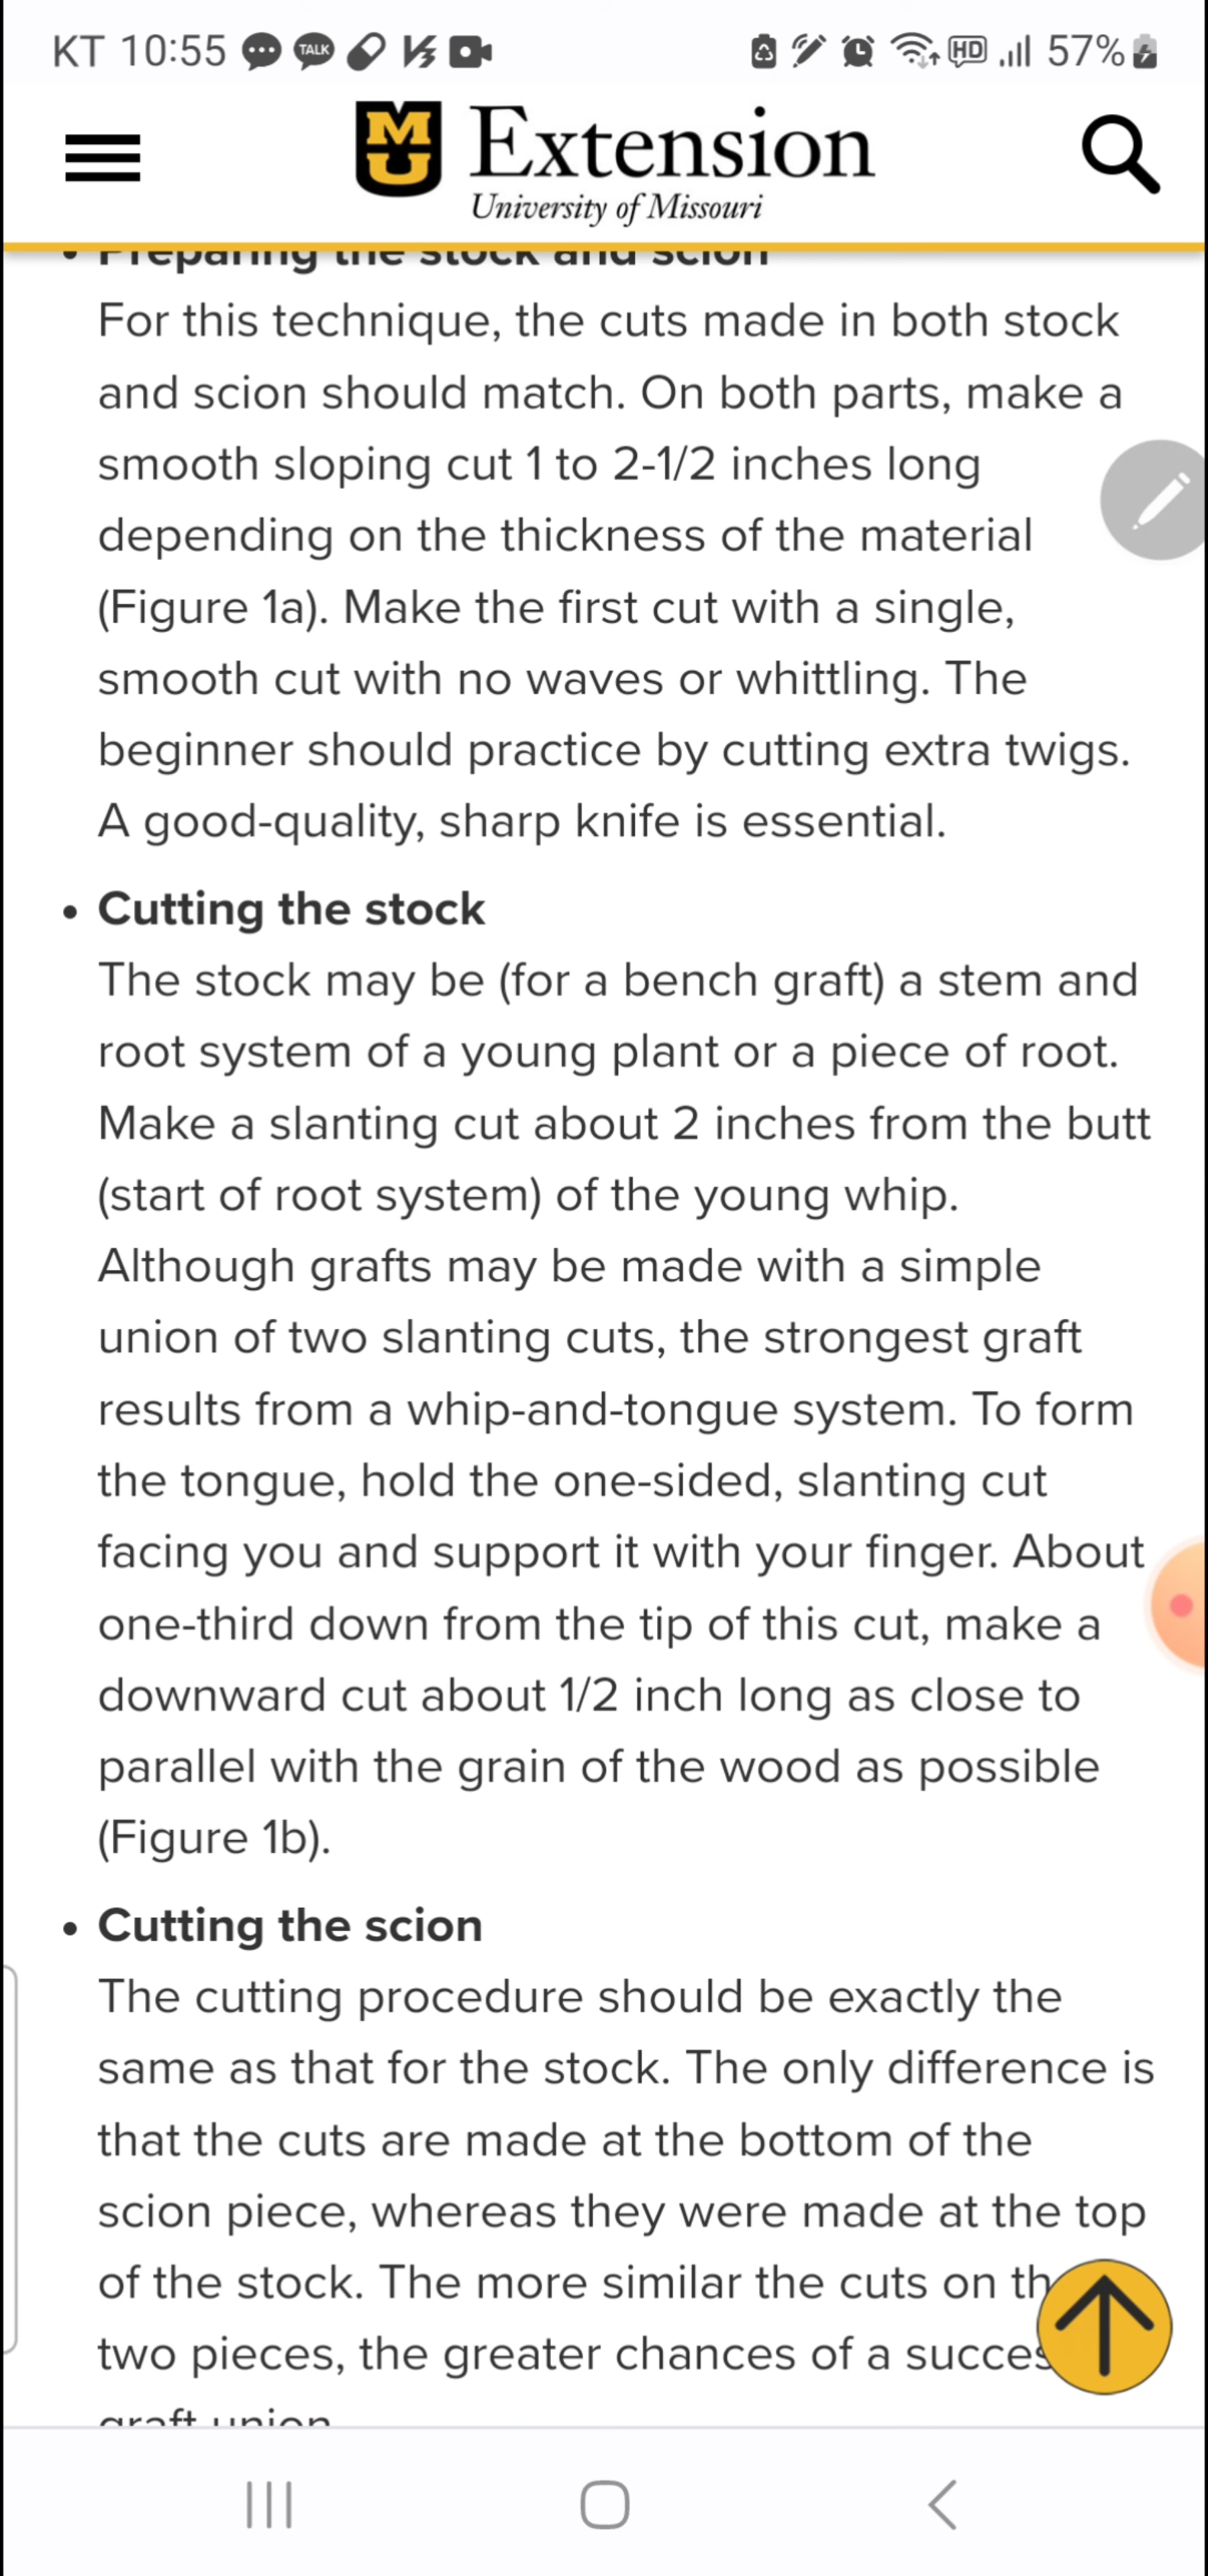 KT 10:55 TALK HD 57%
MU Extension
University of Missouri
• Preparing the stock and scion
For this technique, the cuts made in both stock
and scion should match. On both parts, make a
smooth sloping cut 1 to 2-1/2 inches long
depending on the thickness of the material
(Figure 1a). Make the first cut with a single,
smooth cut with no waves or whittling. The
beginner should practice by cutting extra twigs.
A good-quality, sharp knife is essential.
• Cutting the stock
The stock may be (for a bench graft) a stem and
root system of a young plant or a piece of root.
Make a slanting cut about 2 inches from the butt
(start of root system) of the young whip.
Although grafts may be made with a simple
union of two slanting cuts, the strongest graft
results from a whip-and-tongue system. To form
the tongue, hold the one-sided, slanting cut
facing you and support it with your finger. About
one-third down from the tip of this cut, make a
downward cut about 1/2 inch long as close to
parallel with the grain of the wood as possible
(Figure 1b).
• Cutting the scion
The cutting procedure should be exactly the
same as that for the stock. The only difference is
that the cuts are made at the bottom of the
scion piece, whereas they were made at the top
of the stock. The more similar the cuts on th
two pieces, the greater chances of a succes
graft union